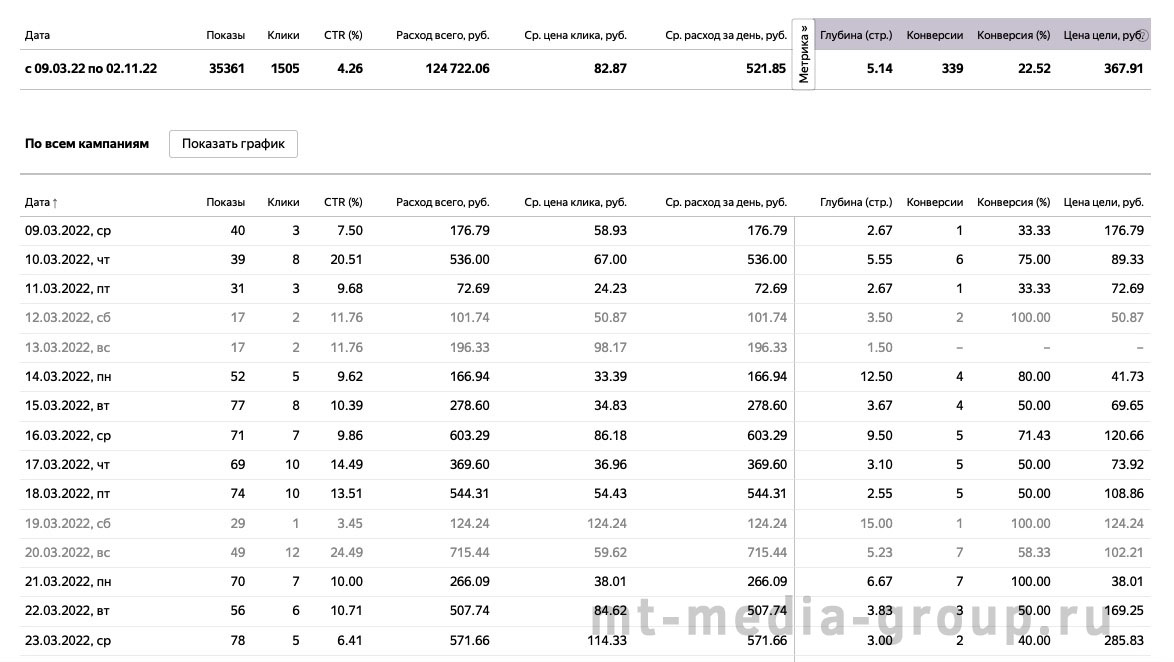 Дата Показы Клики CTR (%) Расход всего, руб. Ср. цена клика, руб. Ср. расход за день, руб. Метрика » Глубина (стр.) Конверсии Конверсия (%) Цена цели, руб.
с 09.03.22 по 02.11.22 35361 1505 4.26 124 722.06 82.87 521.85 5.14 339 22.52 367.91
По всем кампаниям Показать график
Дата ↑ Показы Клики CTR (%) Расход всего, руб. Ср. цена клика, руб. Ср. расход за день, руб. Глубина (стр.) Конверсии Конверсия (%) Цена цели, руб.
09.03.2022, ср 40 3 7.50 176.79 58.93 176.79 2.67 1 33.33 176.79
10.03.2022, чт 39 8 20.51 536.00 67.00 536.00 5.55 6 75.00 89.33
11.03.2022, пт 31 3 9.68 72.69 24.23 72.69 2.67 1 33.33 72.69
12.03.2022, сб 17 2 11.76 101.74 50.87 101.74 3.50 2 100.00 50.87
13.03.2022, вс 17 2 11.76 196.33 98.17 196.33 1.50 – – –
14.03.2022, пн 52 5 9.62 166.94 33.39 166.94 12.50 4 80.00 41.73
15.03.2022, вт 77 8 10.39 278.60 34.83 278.60 3.67 4 50.00 69.65
16.03.2022, ср 71 7 9.86 603.29 86.18 603.29 9.50 5 71.43 120.66
17.03.2022, чт 69 10 14.49 369.60 36.96 369.60 3.10 5 50.00 73.92
18.03.2022, пт 74 10 13.51 544.31 54.43 544.31 2.55 5 50.00 108.86
19.03.2022, сб 29 1 3.45 124.24 124.24 124.24 15.00 1 100.00 124.24
20.03.2022, вс 49 12 24.49 715.44 59.62 715.44 5.23 7 58.33 102.21
21.03.2022, пн 70 7 10.00 266.09 38.01 266.09 6.67 7 100.00 38.01
22.03.2022, вт 56 6 10.71 507.74 84.62 507.74 3.83 3 50.00 169.25
mt-media-group.ru
23.03.2022, ср 78 5 6.41 571.66 114.33 571.66 3.00 2 40.00 285.83